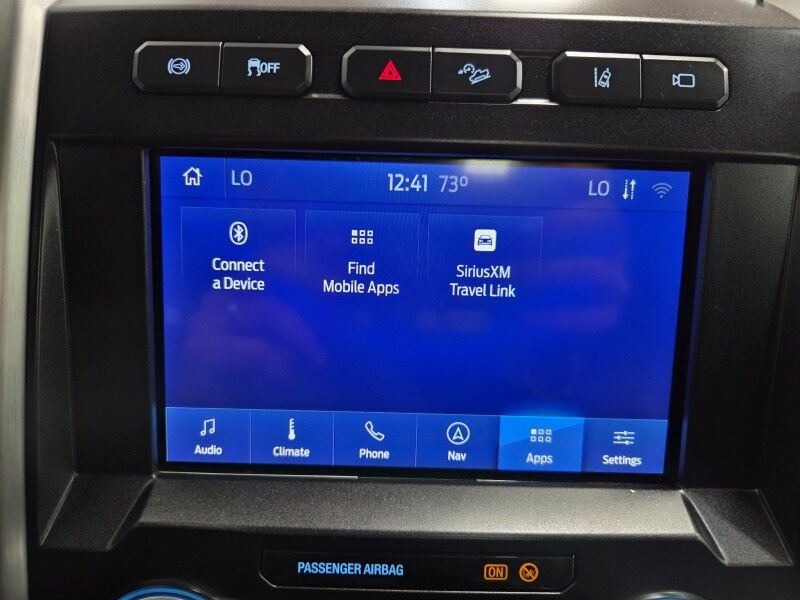 OFF
LO 12:41 73° LO
Connect
a Device
Find
Mobile Apps
SiriusXM
Travel Link
Audio Climate Phone Nav Apps Settings
PASSENGER AIRBAG ON